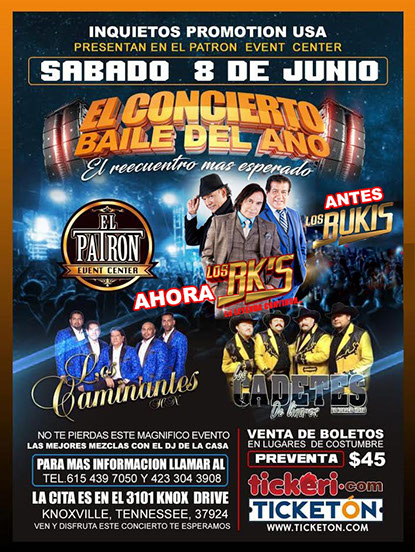 INQUIETOS PROMOTION USA
PRESENTAN EN EL PATRON EVENT CENTER
SABADO 8 DE JUNIO
EL CONCIERTO
BAILE DEL AÑO
El reecuentro mas esperado
EL
PATRON
EVENT CENTER
ANTES
LOS BUKIS
AHORA
LOS BK'S
Los
Caminantes
Los
CADETES
De linares
NO TE PIERDAS ESTE MAGNIFICO EVENTO
LAS MEJORES MEZCLAS CON EL DJ DE LA CASA
PARA MAS INFORMACION LLAMAR AL
TEL.615 439 7050 Y 423 304 3908
LA CITA ES EN EL 3101 KNOX DRIVE
KNOXVILLE, TENNESSEE, 37924
VEN Y DISFRUTA ESTE CONCIERTO TE ESPERAMOS
VENTA DE BOLETOS
EN LUGARES DE COSTUMBRE
PREVENTA $45
tickeri.com
TICKETÓN
WWW.TICKETON.COM